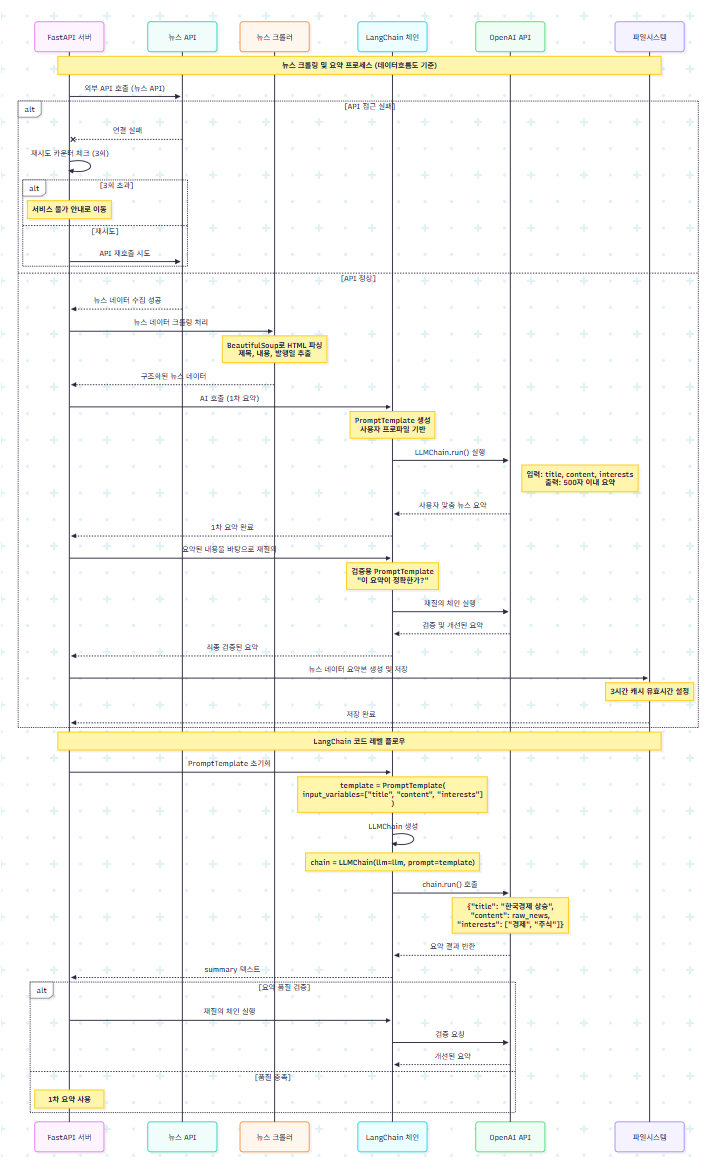 FastAPI 서버
뉴스 API
뉴스 크롤러
LangChain 체인
OpenAI API
파일시스템
뉴스 크롤링 및 요약 프로세스 (데이터흐름도 기준)
외부 API 호출 (뉴스 API)
alt
[API 접근 실패]
연결 실패
재시도 카운터 체크 (3회)
alt
[3회 초과]
서비스 불가 안내로 이동
[재시도]
API 재호출 시도
[API 정상]
뉴스 데이터 수집 성공
뉴스 데이터 크롤링 처리
BeautifulSoup로 HTML 파싱
제목, 내용, 발행일 추출
구조화된 뉴스 데이터
AI 호출 (1차 요약)
PromptTemplate 생성
사용자 프로파일 기반
LLMChain.run() 실행
입력: title, content, interests
출력: 500자 이내 요약
사용자 맞춤 뉴스 요약
1차 요약 완료
요약된 내용을 바탕으로 재질의
검증용 PromptTemplate
"이 요약이 정확한가?"
재질의 체인 실행
검증 및 개선된 요약
최종 검증된 요약
뉴스 데이터 요약본 생성 및 저장
3시간 캐시 유효시간 설정
저장 완료
LangChain 코드 레벨 플로우
PromptTemplate 초기화
template = PromptTemplate(
input_variables=["title", "content", "interests"]
)
LLMChain 생성
chain = LLMChain(llm=llm, prompt=template)
chain.run() 호출
{"title": "한국경제 상승",
"content": raw_news,
"interests": ["경제", "주식"]}
요약 결과 반환
summary 텍스트
alt
[요약 품질 검증]
재질의 체인 실행
검증 요청
개선된 요약
[품질 충족]
1차 요약 사용
FastAPI 서버
뉴스 API
뉴스 크롤러
LangChain 체인
OpenAI API
파일시스템